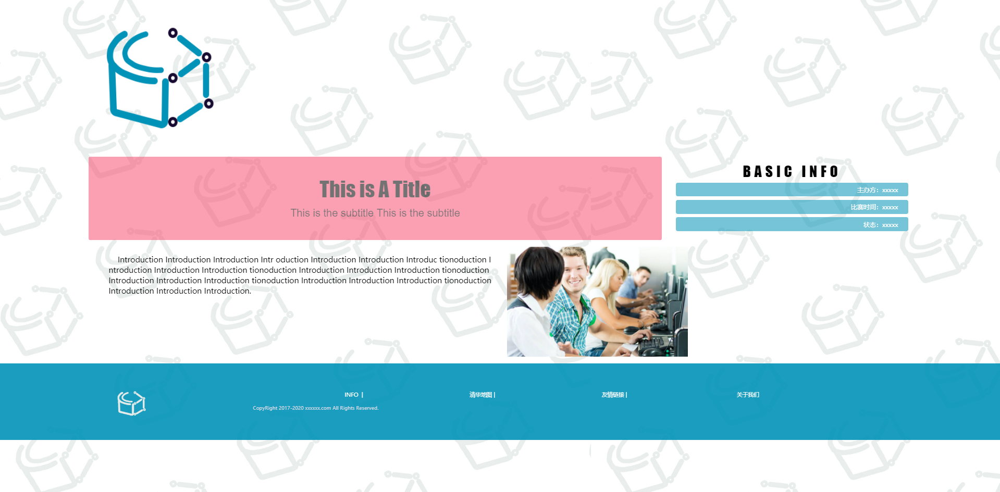 This is A Title
This is the subtitle This is the subtitle
BASIC INFO
主办方：xxxxx
比赛时间：xxxxx
状态：xxxxx
Introduction Introduction Introduction Intr oduction Introduction Introduction Introduc tionoduction I
ntroduction Introduction Introduction tionoduction Introduction Introduction Introduction tionoduction
Introduction Introduction Introduction tionoduction Introduction Introduction Introduction tionoduction
Introduction Introduction Introduction.
INFO |
清华地图 |
友情链接 |
关于我们
CopyRight 2017-2020 xxxxxx.com All Rights Reserved.